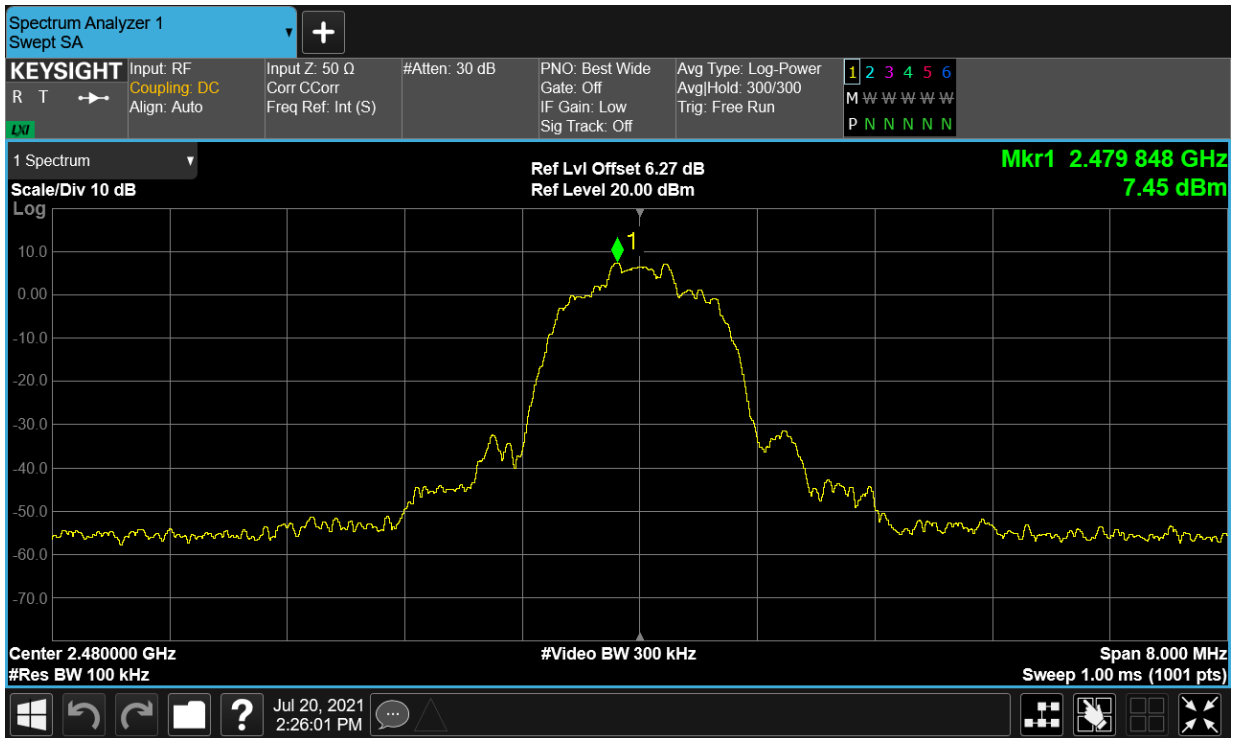 Spectrum Analyzer 1
Swept SA
+
KEYSIGHT
R T
LXI
Input: RF
Coupling: DC
Align: Auto
Input Z: 50 Ω
Corr CCorr
Freq Ref: Int (S)
#Atten: 30 dB
PNO: Best Wide
Gate: Off
IF Gain: Low
Sig Track: Off
Avg Type: Log-Power
Avg|Hold: 300/300
Trig: Free Run
1 2 3 4 5 6
M W W W W W
P N N N N N
1 Spectrum
Scale/Div 10 dB
Log
Ref Lvl Offset 6.27 dB
Ref Level 20.00 dBm
Mkr1 2.479 848 GHz
7.45 dBm
1
10.0
0.00
-10.0
-20.0
-30.0
-40.0
-50.0
-60.0
-70.0
Center 2.480000 GHz
#Res BW 100 kHz
#Video BW 300 kHz
Span 8.000 MHz
Sweep 1.00 ms (1001 pts)
?
Jul 20, 2021
2:26:01 PM